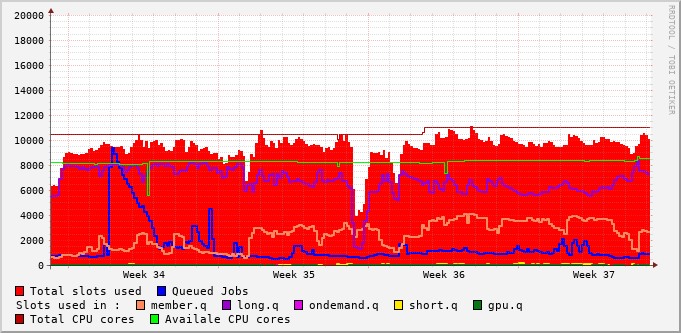 20000
18000
16000
14000
12000
10000
8000
6000
4000
2000
0
Week 34 Week 35 Week 36 Week 37
Total slots used Queued Jobs
Slots used in : member.q long.q ondemand.q short.q gpu.q
Total CPU cores Availale CPU cores
RRDTOOL / TOBI OETIKER